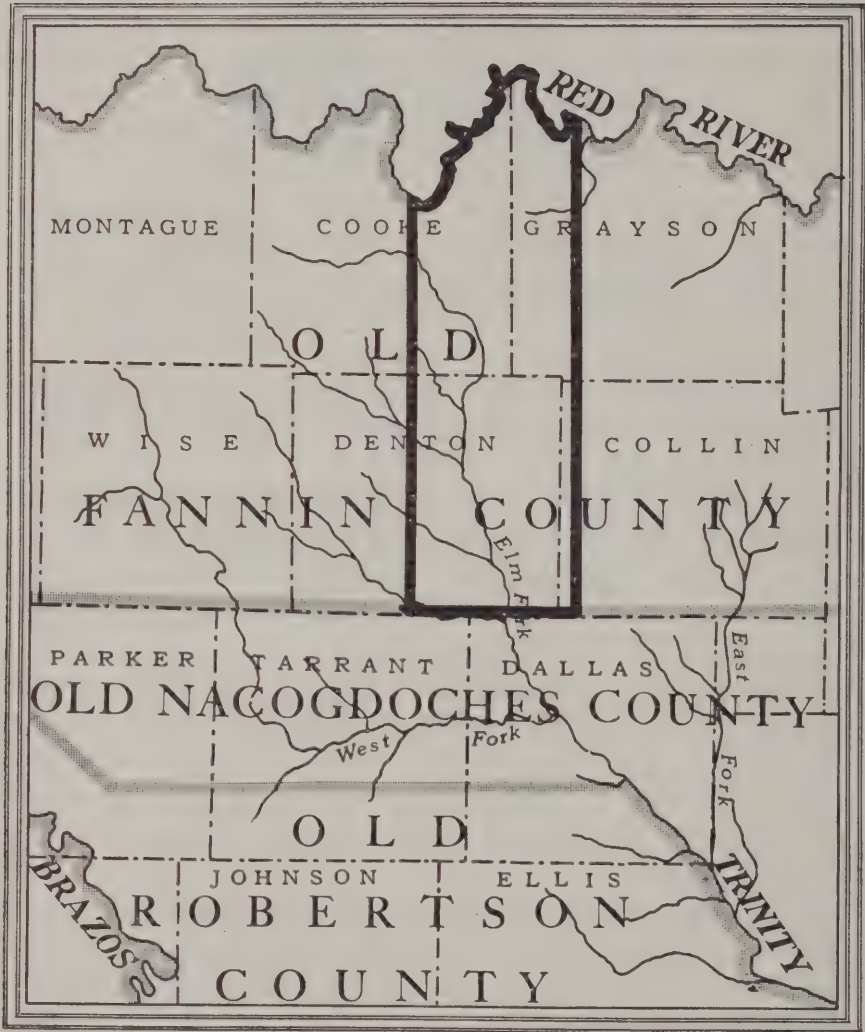 RED
RIVER
MONTAGUE
COOKE
GRAYSON
OLD
WISE
DENTON
COLLIN
FANNIN COUNTY
Elm Fork
PARKER
TARRANT
DALLAS
East
OLD NACOGDOCHES COUNTY
West Fork
Fork
OLD
JOHNSON
ELLIS
BRAZOS
TRINITY
ROBERTSON
COUNTY